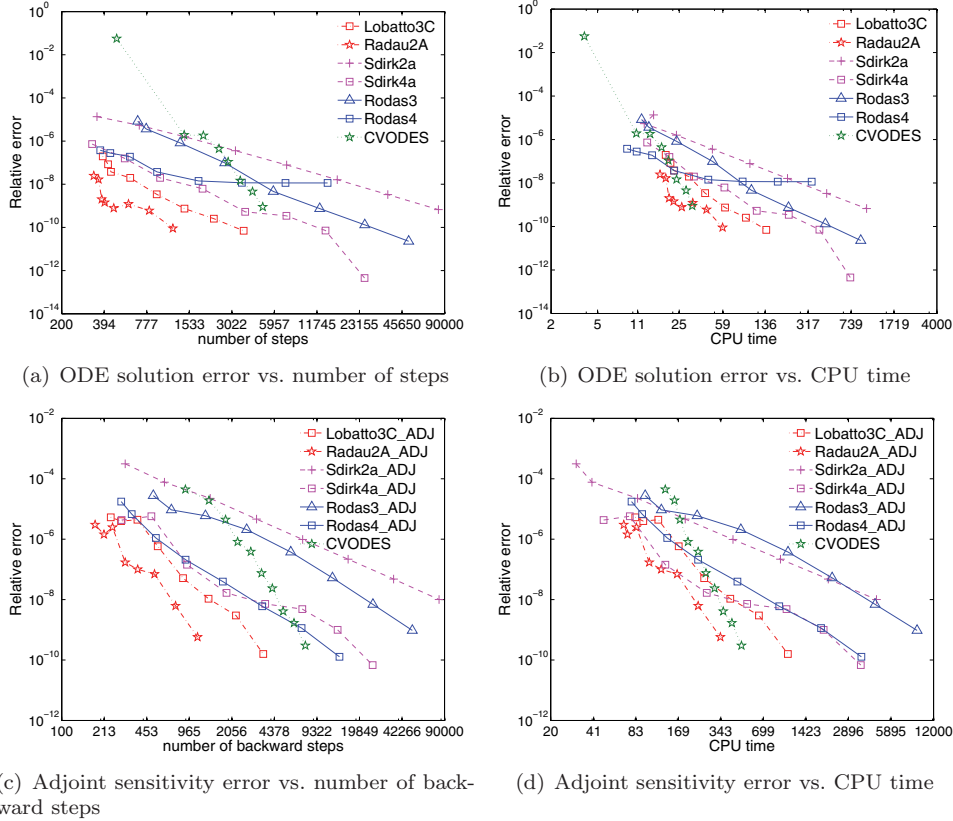 10^0
10^-2
10^-4
10^-6
10^-8
10^-10
10^-12
10^-14
Relative error
Lobatto3C
Radau2A
Sdirk2a
Sdirk4a
Rodas3
Rodas4
CVODES
200 394 777 1533 3022 5957 11745 23155 45650 90000
number of steps
(a) ODE solution error vs. number of steps
10^0
10^-2
10^-4
10^-6
10^-8
10^-10
10^-12
10^-14
Relative error
Lobatto3C
Radau2A
Sdirk2a
Sdirk4a
Rodas3
Rodas4
CVODES
2 5 11 25 59 136 317 739 1719 4000
CPU time
(b) ODE solution error vs. CPU time
10^-2
10^-4
10^-6
10^-8
10^-10
10^-12
Relative error
Lobatto3C_ADJ
Radau2A_ADJ
Sdirk2a_ADJ
Sdirk4a_ADJ
Rodas3_ADJ
Rodas4_ADJ
CVODES
100 213 453 965 2056 4378 9322 19849 42266 90000
number of backward steps
(c) Adjoint sensitivity error vs. number of back-
ward steps
10^-2
10^-4
10^-6
10^-8
10^-10
10^-12
Relative error
Lobatto3C_ADJ
Radau2A_ADJ
Sdirk2a_ADJ
Sdirk4a_ADJ
Rodas3_ADJ
Rodas4_ADJ
CVODES
20 41 83 169 343 699 1423 2896 5895 12000
CPU time
(d) Adjoint sensitivity error vs. CPU time